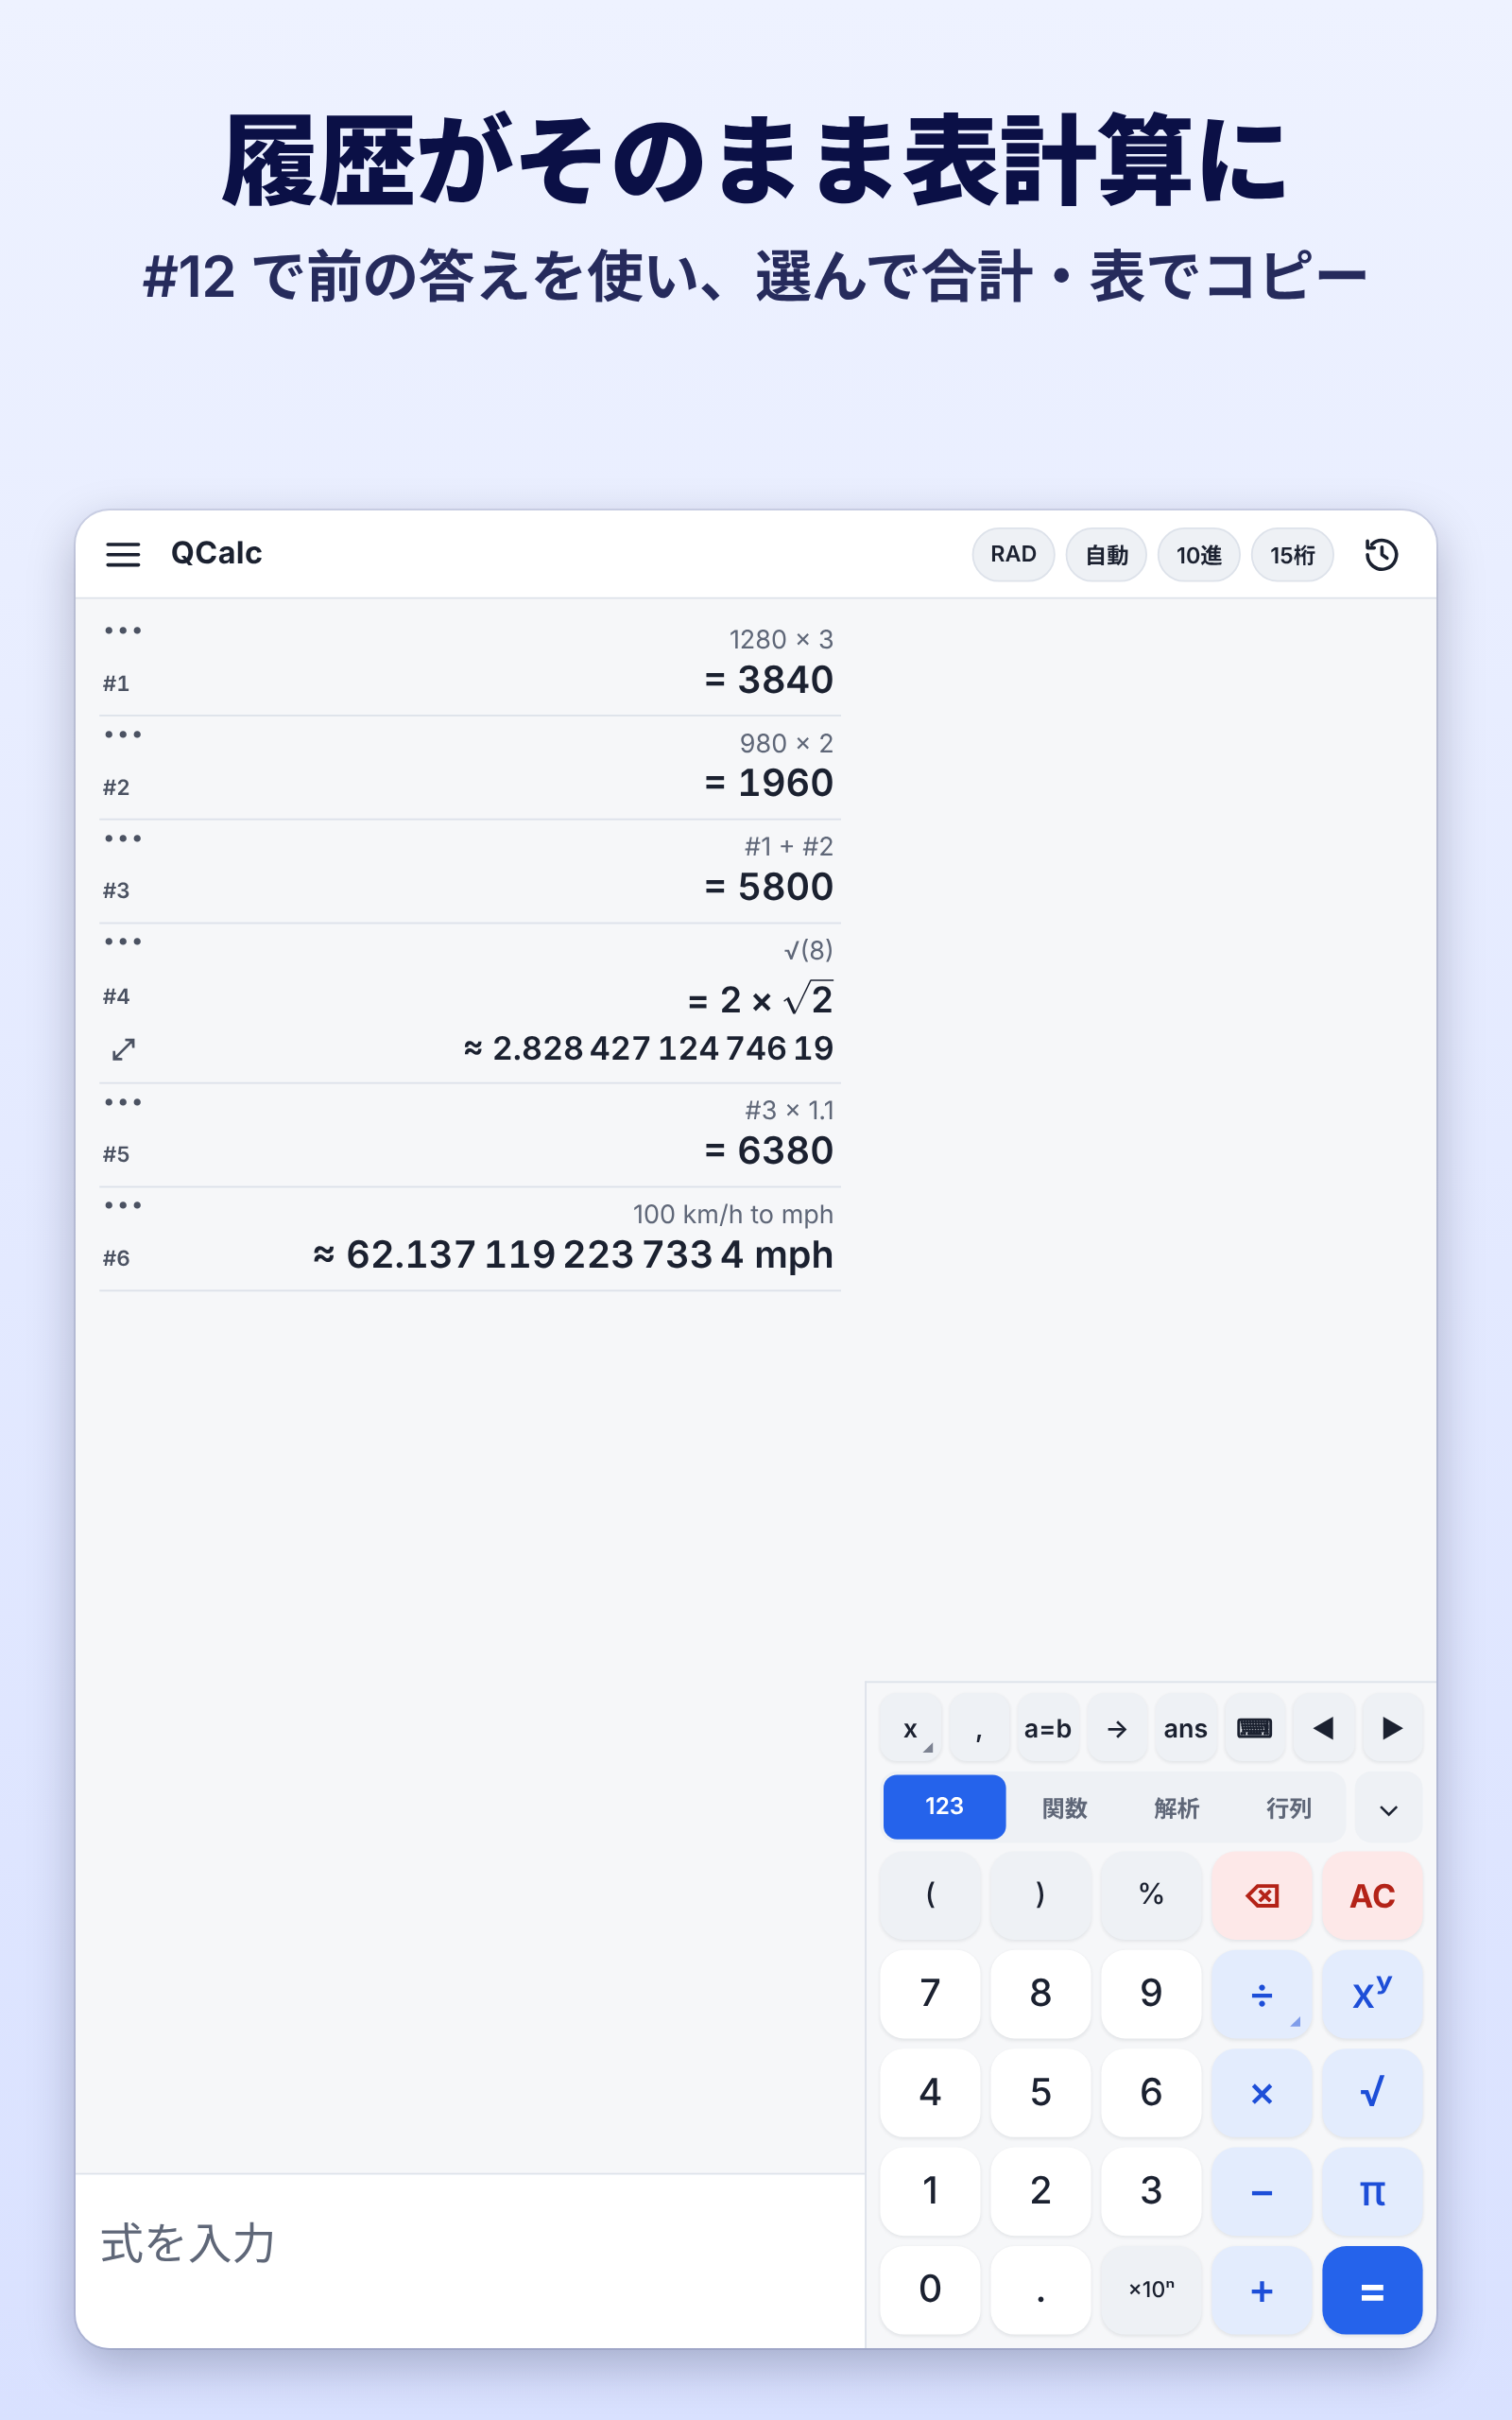 履歴がそのまま表計算に
#12 で前の答えを使い、選んで合計・表でコピー
QCalc
RAD 自動 10進 15桁
1280 × 3
#1 = 3840
980 × 2
#2 = 1960
#1 + #2
#3 = 5800
√(8)
#4 = 2 × √2
≈ 2.828 427 124 746 19
#3 × 1.1
#5 = 6380
100 km/h to mph
#6 ≈ 62.137 119 223 733 4 mph
x , a=b → ans ⌨ ◀ ▶
123 関数 解析 行列
( ) % ⌫ AC
7 8 9 ÷ xʸ
4 5 6 × √
1 2 3 − π
0 . ×10ⁿ + =
式を入力